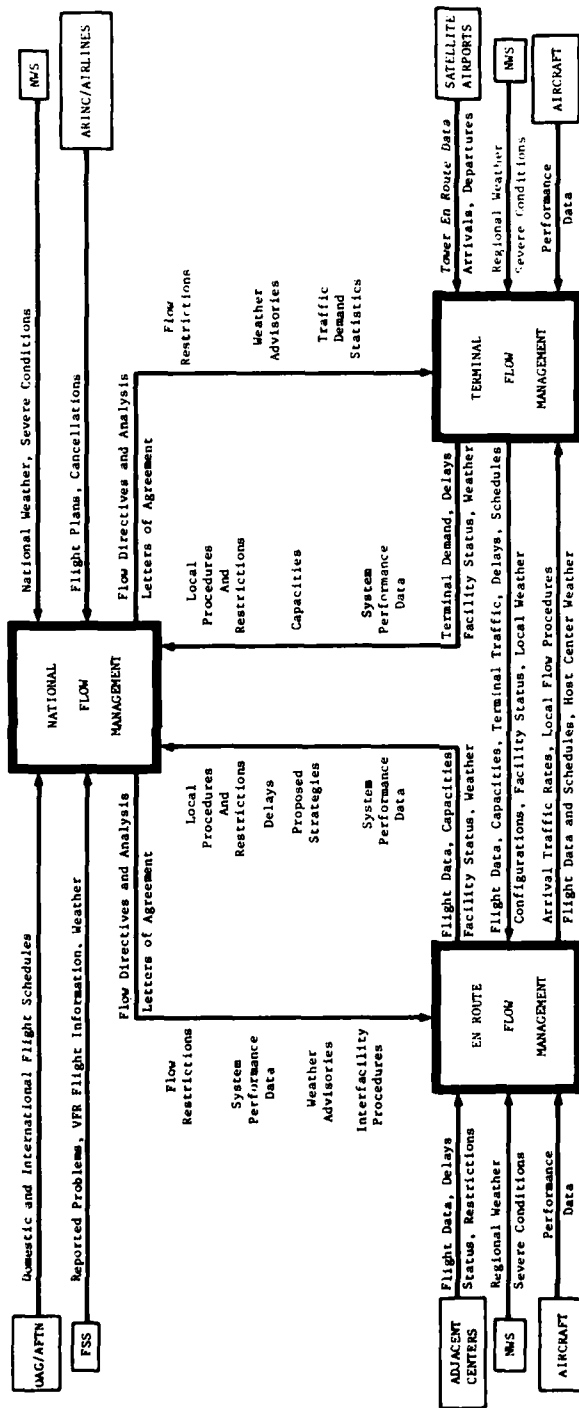 OAG/AFTN
Domestic and International Flight Schedules
FSS
Reported Problems, VFR Flight Information, Weather
NATIONAL
FLOW
MANAGEMENT
National Weather, Severe Conditions
NWS
Flight Plans, Cancellations
ARINC/AIRLINES
Flow Directives and Analysis
Letters of Agreement
Flow
Restrictions
System
Performance
Data
Weather
Advisories
Interfacility
Procedures
Local
Procedures
And
Restrictions
Delays
Proposed
Strategies
System
Performance
Data
Flight Data, Capacities
Facility Status, Weather
Flow Directives and Analysis
Letters of Agreement
Local
Procedures
And
Restrictions
Capacities
System
Performance
Data
Terminal Demand, Delays
Facility Status, Weather
Flow
Restrictions
Weather
Advisories
Traffic
Demand
Statistics
ADJACENT
CENTERS
Flight Data, Delays
Status, Restrictions
NWS
Regional Weather
Severe Conditions
AIRCRAFT
Performance
Data
EN ROUTE
FLOW
MANAGEMENT
Flight Data, Capacities, Terminal Traffic, Delays, Schedules
Configurations, Facility Status, Local Weather
Arrival Traffic Rates, Local Flow Procedures
Flight Data and Schedules, Host Center Weather
TERMINAL
FLOW
MANAGEMENT
Tower En Route Data
Arrivals, Departures
SATELLITE
AIRPORTS
Regional Weather
Severe Conditions
NWS
Performance
Data
AIRCRAFT